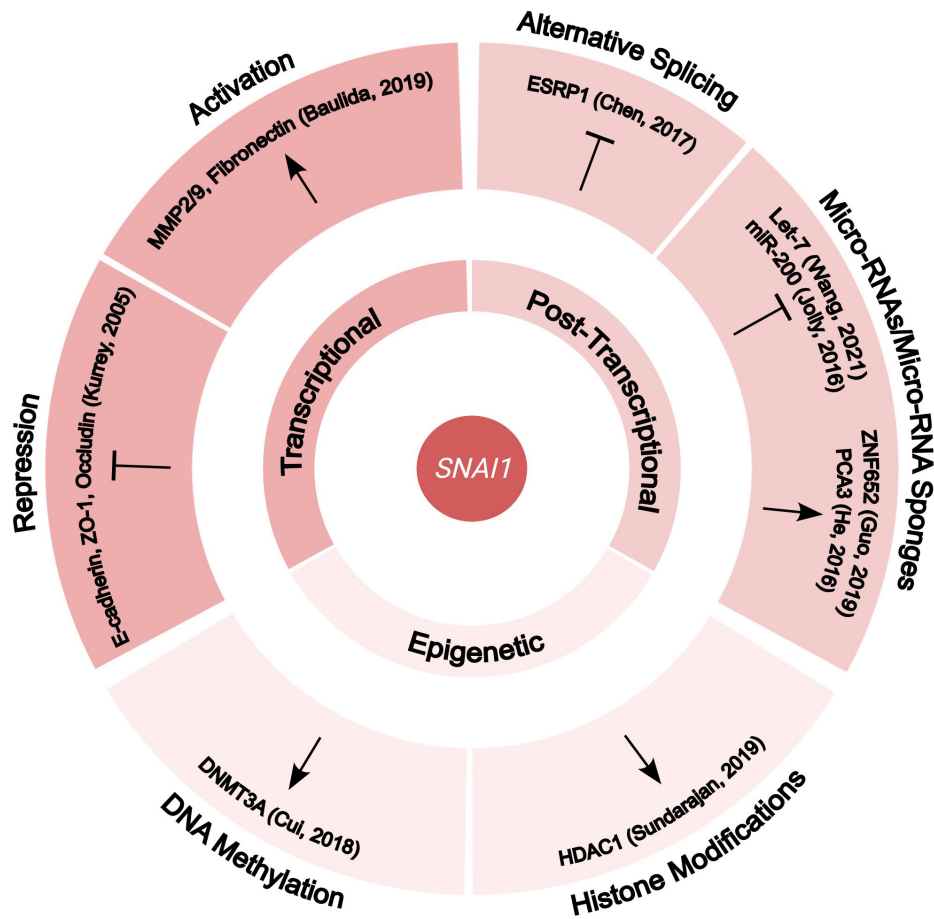 Alternative Splicing
ESRP1 (Chen, 2017)
Activation
MMP2/9, Fibronectin (Baulida, 2019)
Micro-RNAs/Micro-RNA Sponges
Let-7 (Wang, 2021)
miR-200 (Jolly, 2016)
ZNF652 (Guo, 2019)
PCA3 (He, 2016)
Repression
E-cadherin, ZO-1, Occludin (Kurrey, 2005)
Transcriptional
Post-Transcriptional
SNAI1
Epigenetic
DNMT3A (Cui, 2018)
DNA Methylation
HDAC1 (Sundarajan, 2019)
Histone Modifications